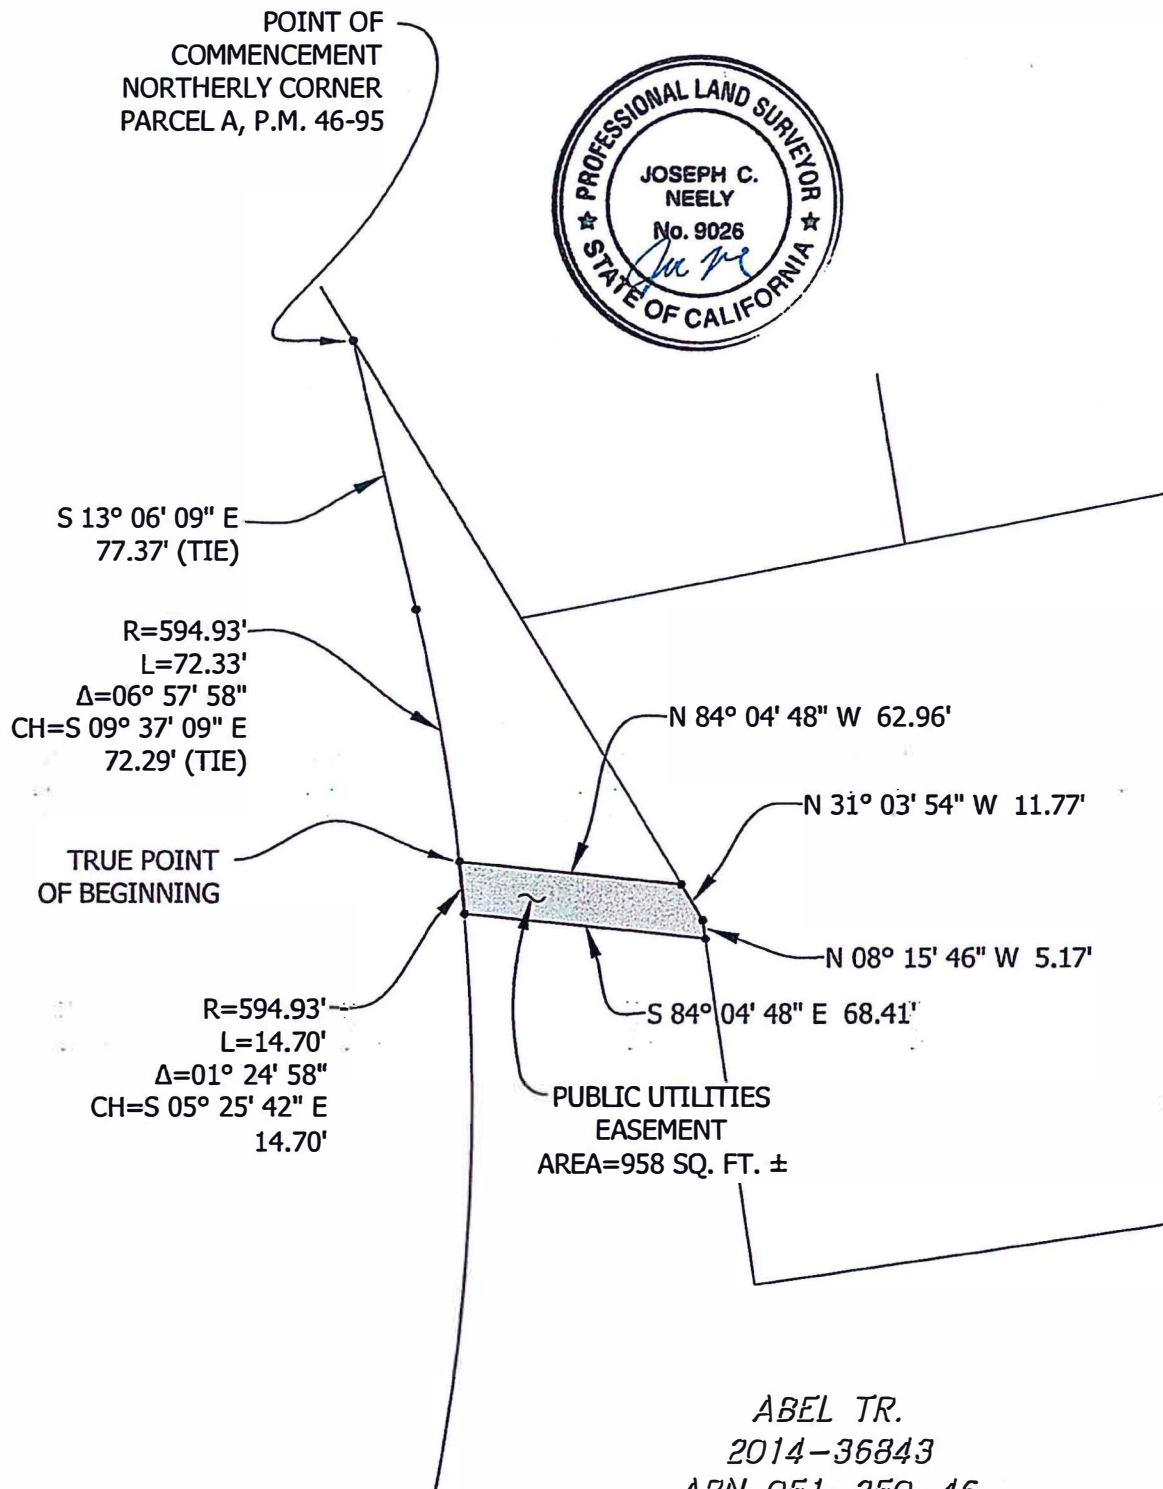 POINT OF
COMMENCEMENT
NORTHERLY CORNER
PARCEL A, P.M. 46-95
PROFESSIONAL LAND SURVEYOR
JOSEPH C.
NEELY
No. 9026
STATE OF CALIFORNIA
S 13° 06' 09" E
77.37' (TIE)
R=594.93'
L=72.33'
Δ=06° 57' 58"
CH=S 09° 37' 09" E
72.29' (TIE)
N 84° 04' 48" W 62.96'
N 31° 03' 54" W 11.77'
TRUE POINT
OF BEGINNING
N 08° 15' 46" W 5.17'
S 84° 04' 48" E 68.41'
R=594.93'
L=14.70'
Δ=01° 24' 58"
CH=S 05° 25' 42" E
14.70'
PUBLIC UTILITIES
EASEMENT
AREA=958 SQ. FT. ±
ABEL TR.
2014-36843